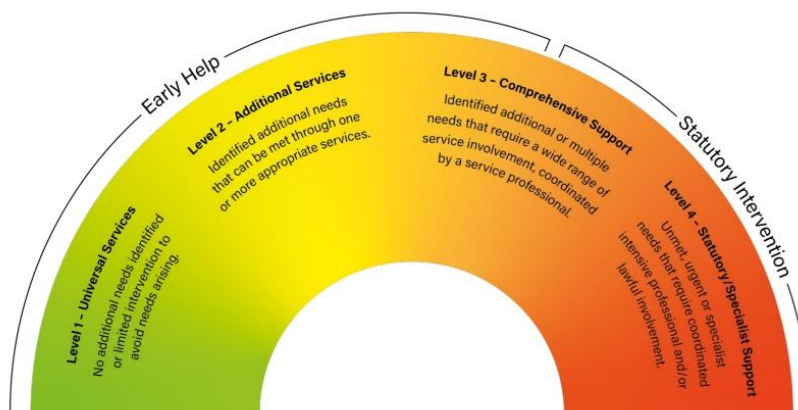 Early Help
Statutory Intervention
Level 1 – Universal Services
No additional needs identified
or limited intervention to
avoid needs arising.
Level 2 – Additional Services
Identified additional needs
that can be met through one
or more appropriate services.
Level 3 – Comprehensive Support
Identified additional or multiple
needs that require a wide range of
service involvement, coordinated
by a service professional.
Level 4 – Statutory/Specialist Support
Unmet, urgent or specialist
needs that require coordinated
intensive professional and/or
lawful involvement.